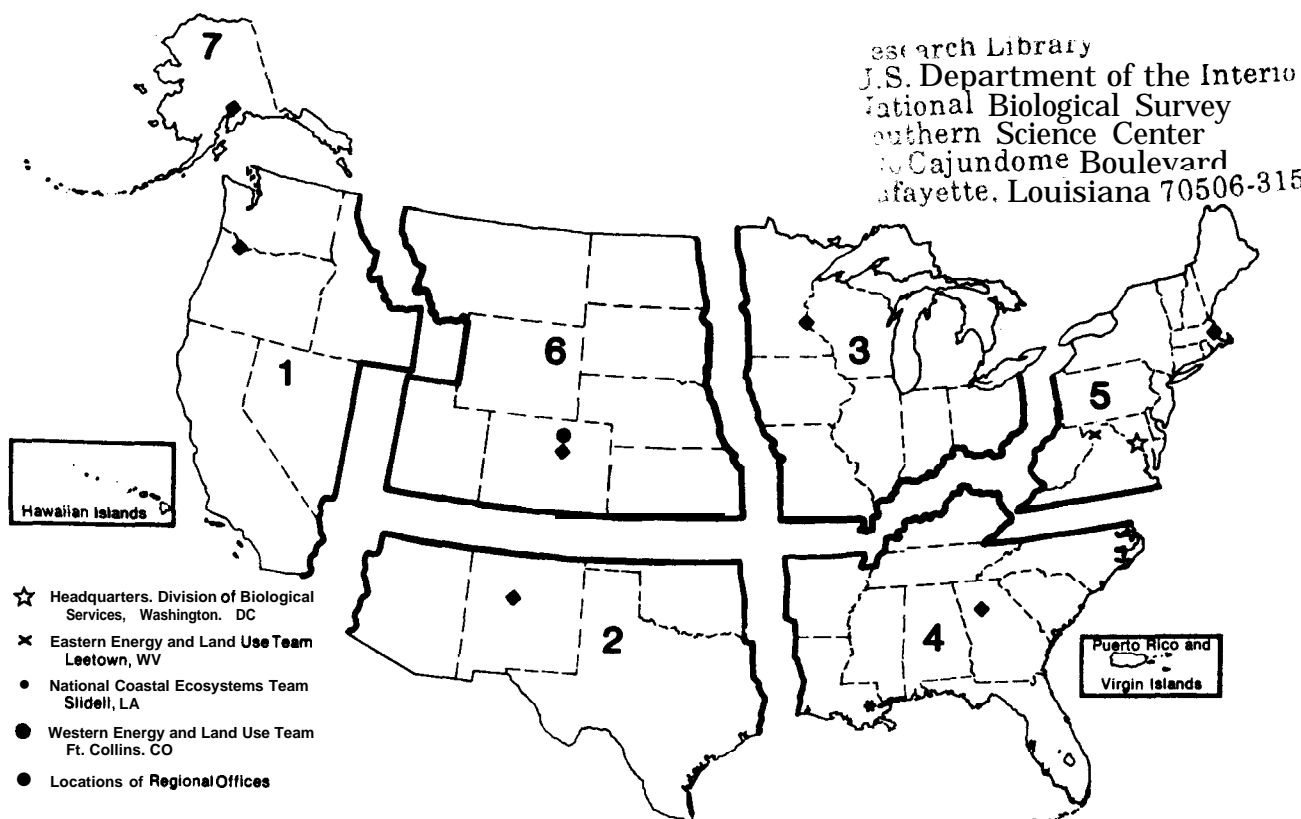 7
Library
U.S. Department of the Interio
National Biological Survey
Southern Science Center
Cajundome Boulevard
Lafayette, Louisiana 70506-315
6
3
1
5
Hawaiian Islands
2
4
Puerto Rico and
Virgin Islands
Headquarters. Division of Biological
Services, Washington. DC
Eastern Energy and Land Use Team
Leetown, WV
National Coastal Ecosystems Team
Slidell, LA
Western Energy and Land Use Team
Ft. Collins. CO
Locations of Regional Offices